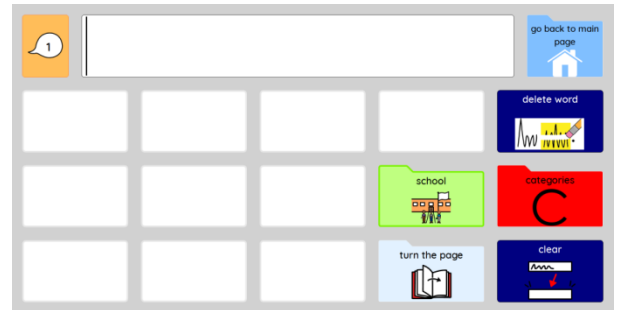 1
go back to main
page
delete word
school
categories
C
turn the page
clear